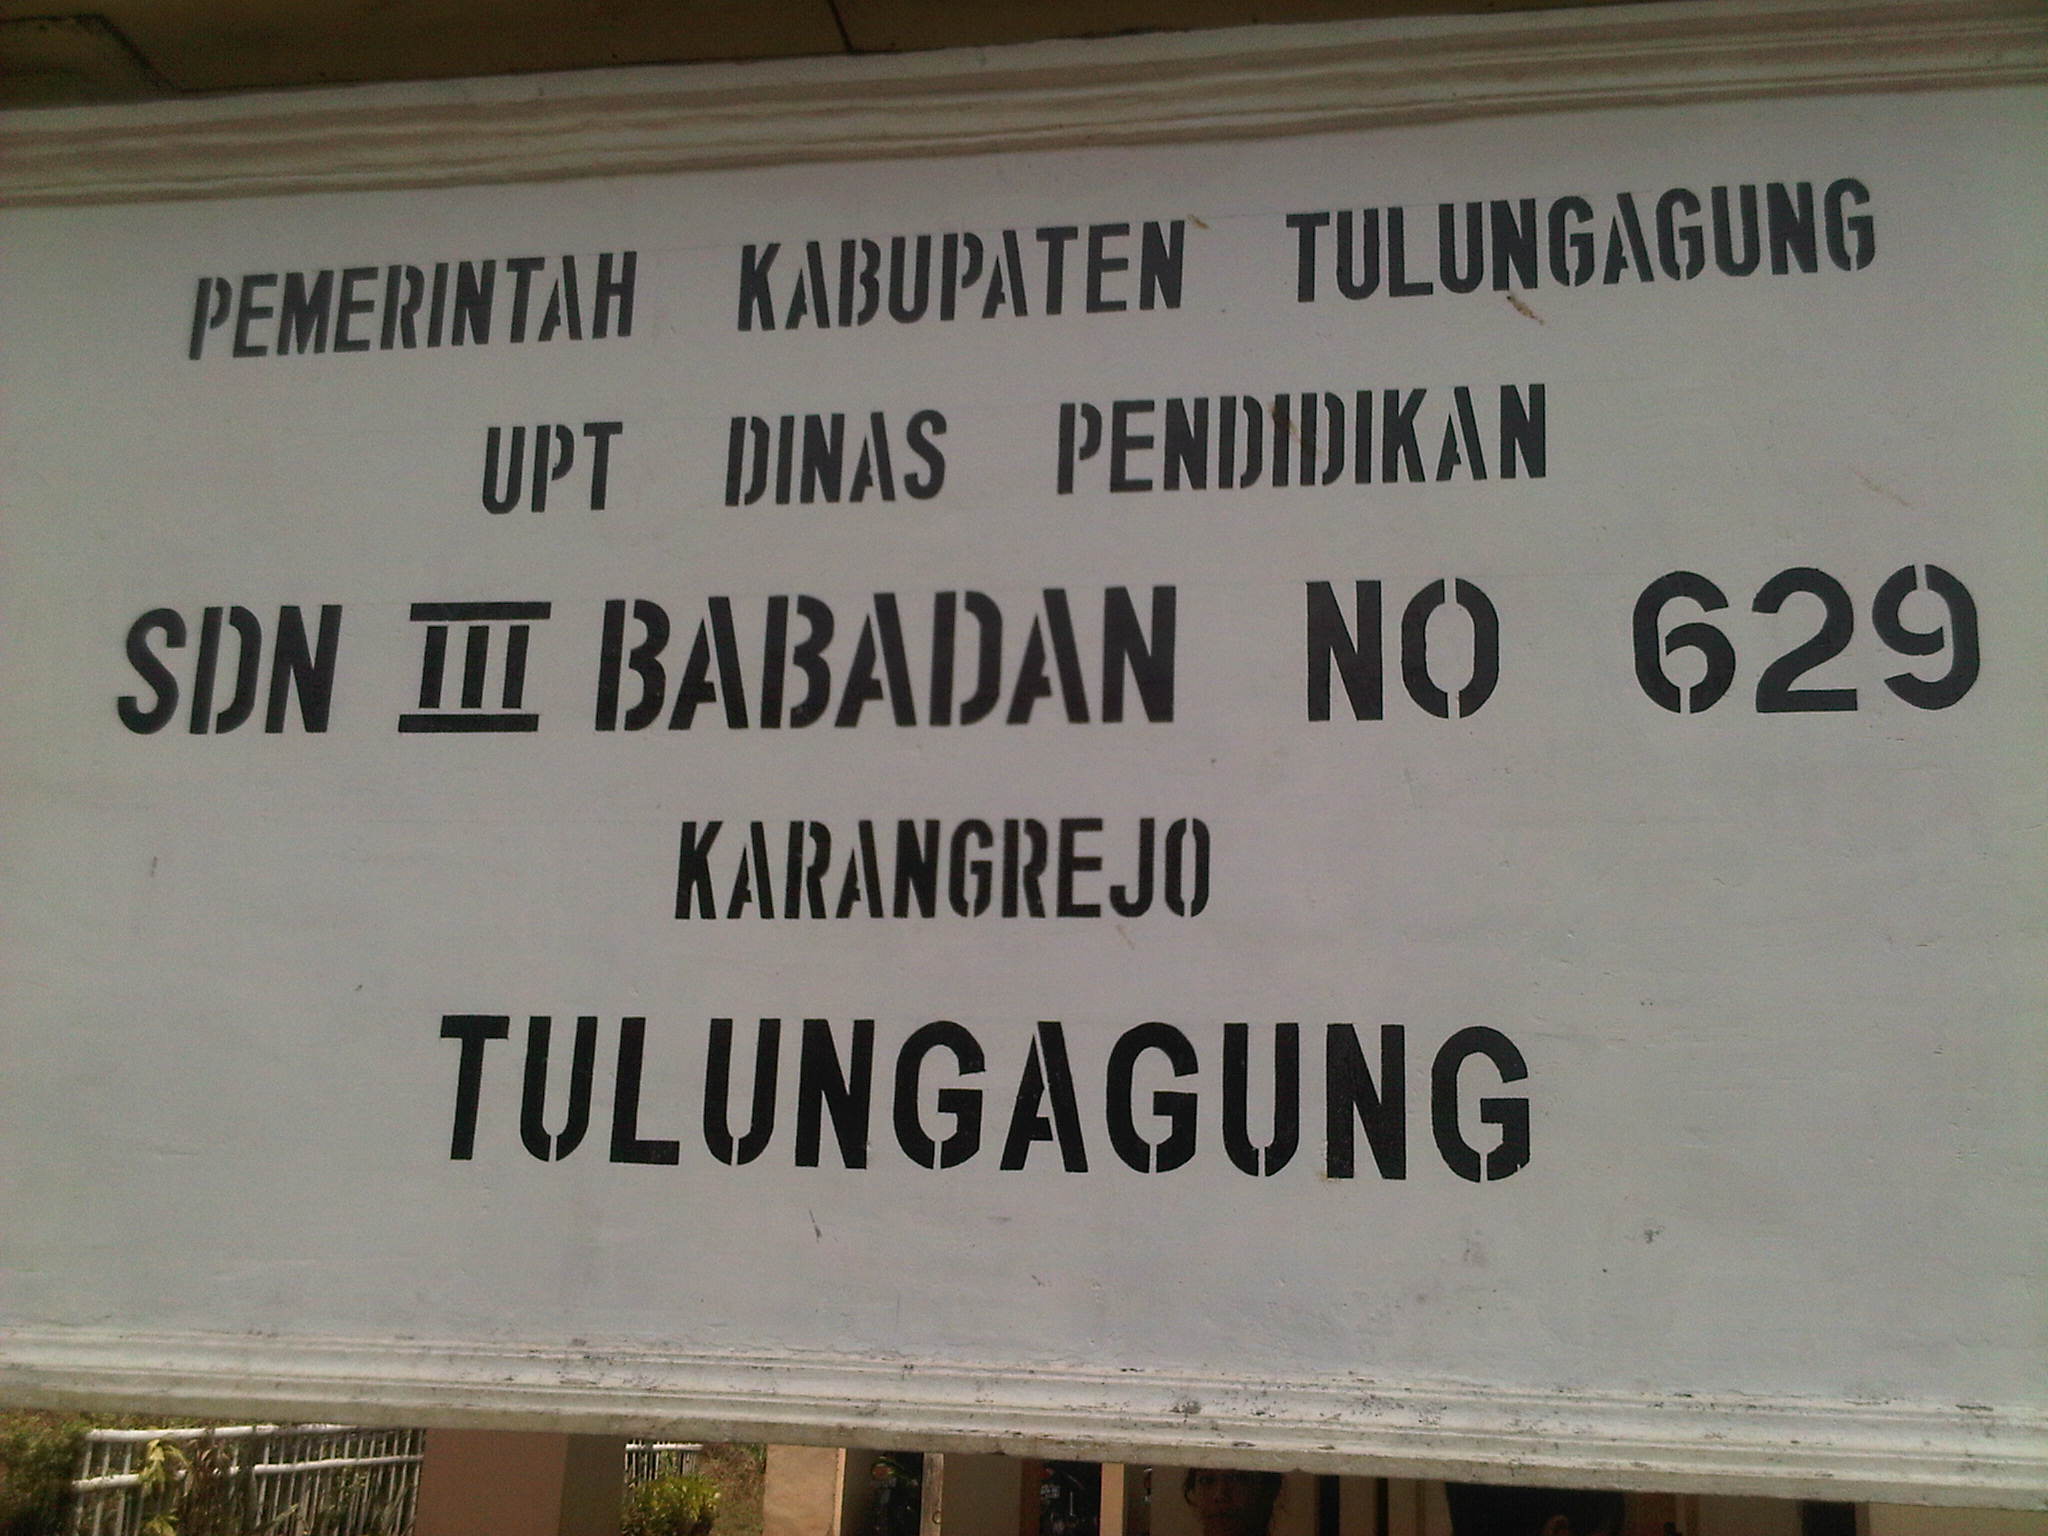 PEMERINTAH KABUPATEN TULUNGAGUNG
UPT DINAS PENDIDIKAN
SDN III BABADAN NO 629
KARANGREJO
TULUNGAGUNG